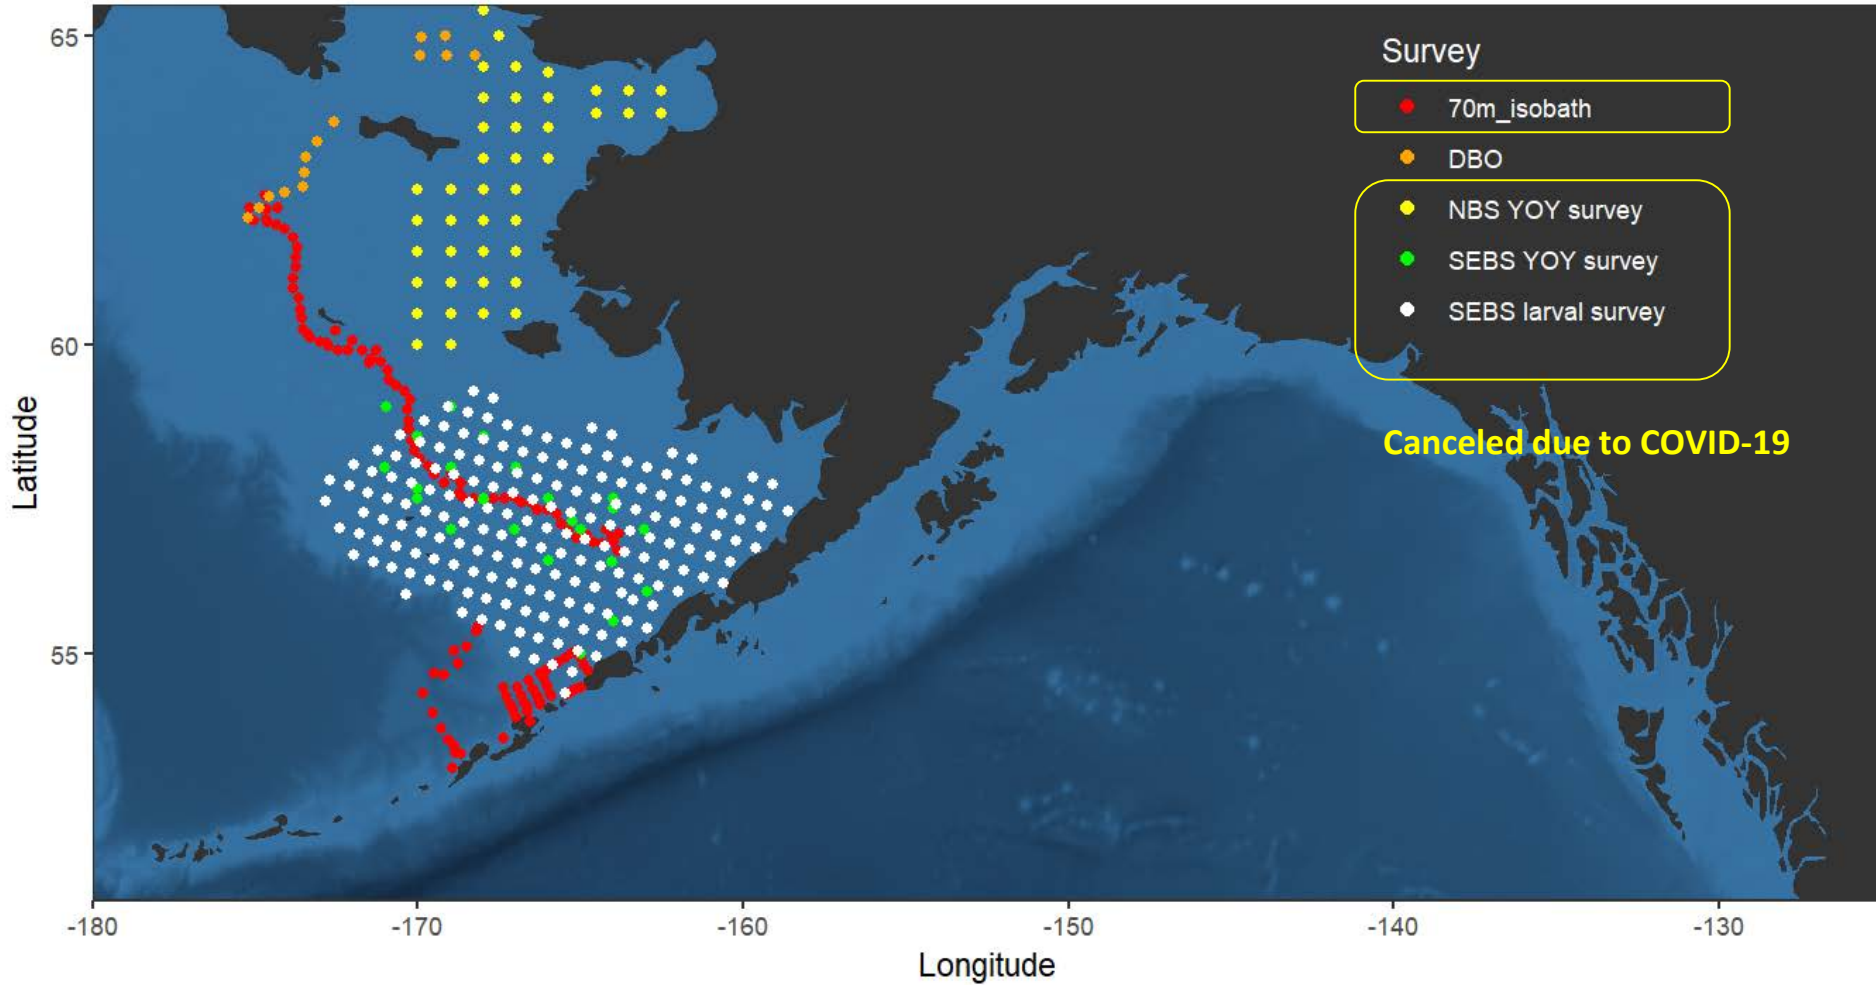 65
60
55
Latitude
-180
-170
-160
-150
-140
-130
Longitude
Survey
70m_isobath
DBO
NBS YOY survey
SEBS YOY survey
SEBS larval survey
Canceled due to COVID-19